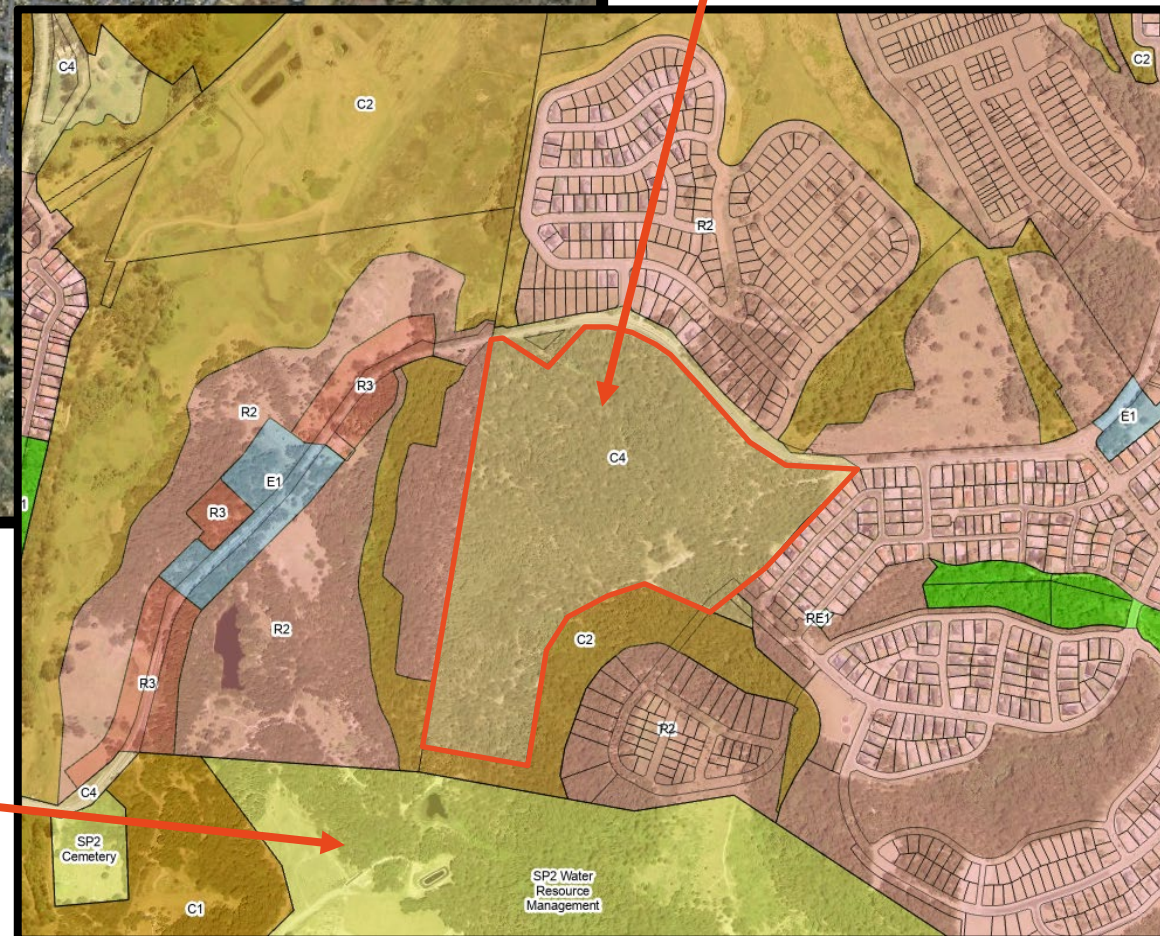 C4
C2
C2
R2
R3
R2
E1
C4
E1
R3
1
RE1
R2
C2
R3
R2
C4
SP2
Cemetery
SP2 Water
Resource
Management
C1